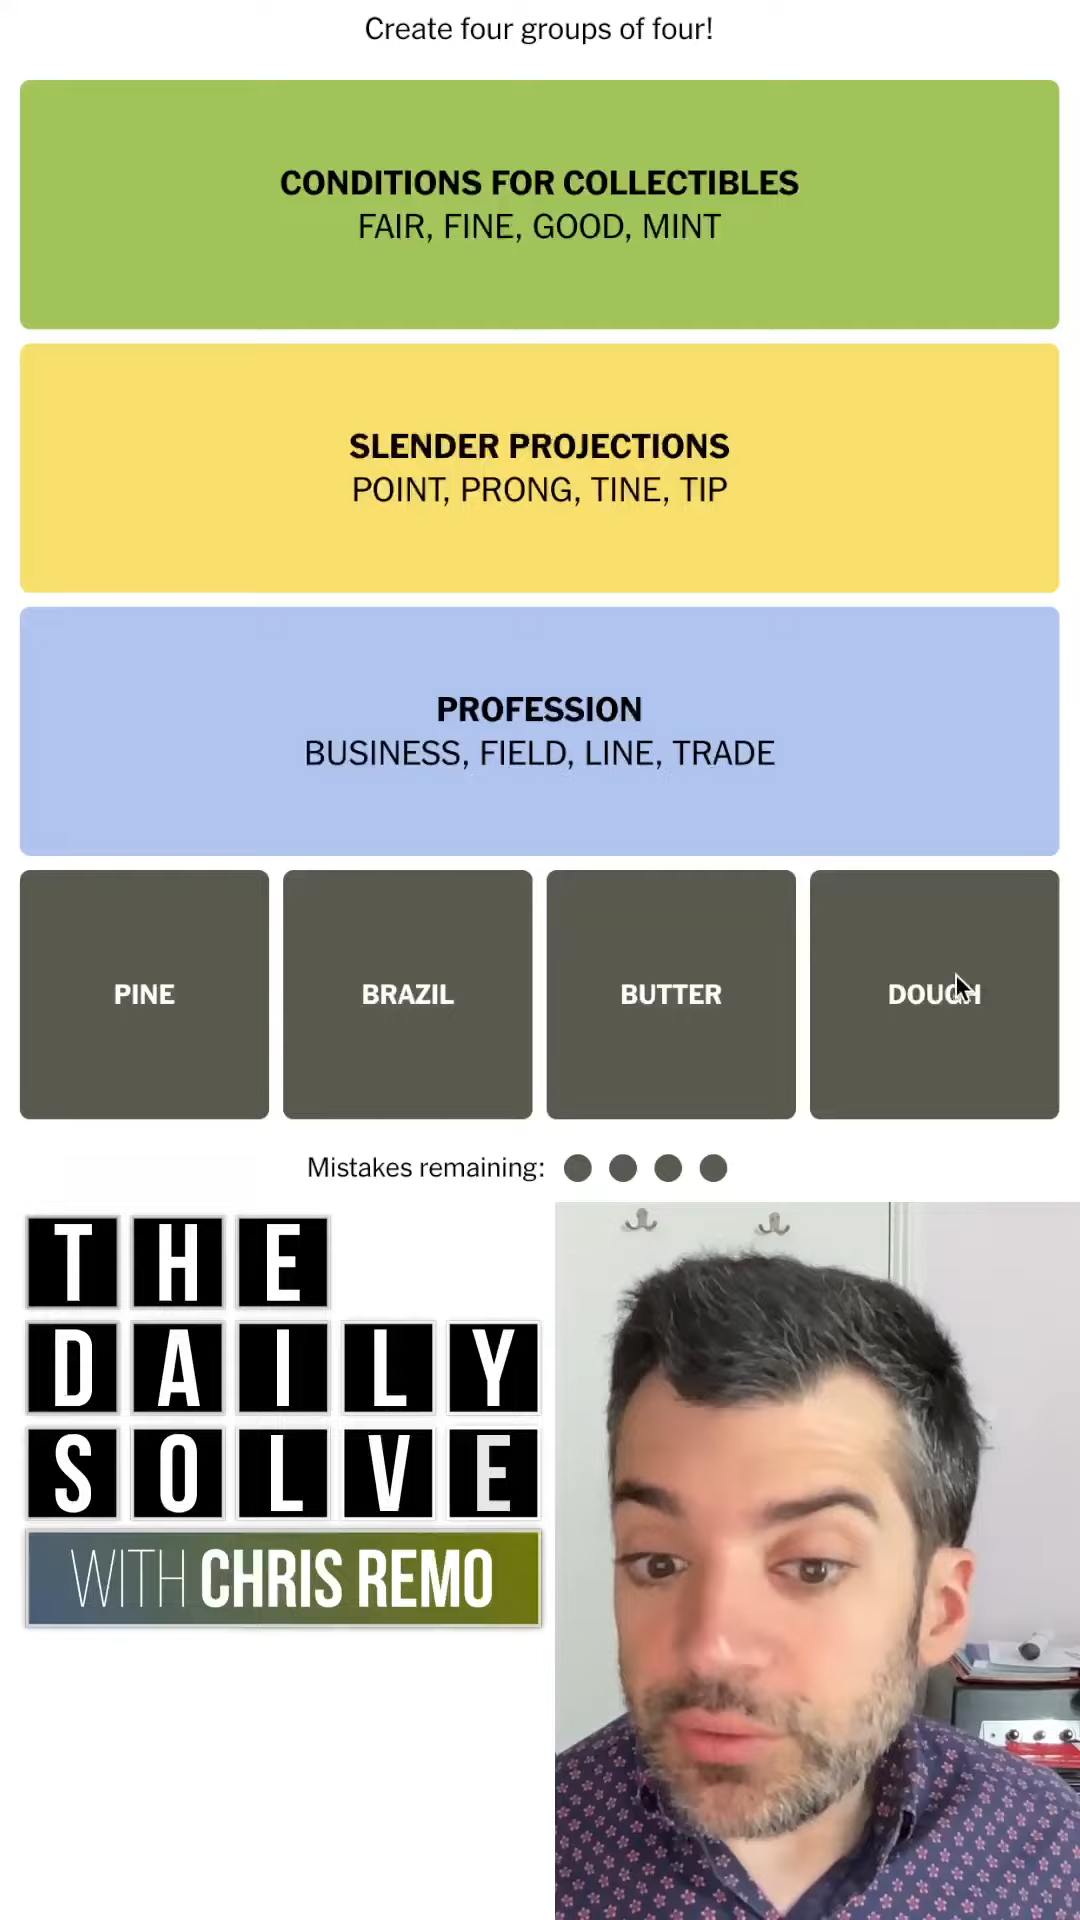 Create four groups of four!
CONDITIONS FOR COLLECTIBLES
FAIR, FINE, GOOD, MINT
SLENDER PROJECTIONS
POINT, PRONG, TINE, TIP
PROFESSION
BUSINESS, FIELD, LINE, TRADE
PINE BRAZIL BUTTER DOUGH
Mistakes remaining:
THE
DAILY
SOLVE
WITH CHRIS REMO